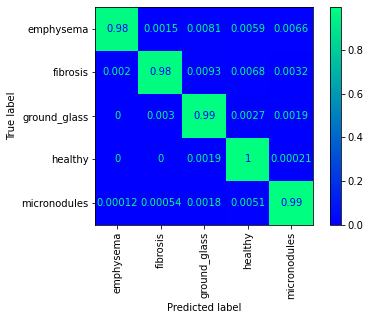 emphysema 0.98 0.0015 0.0081 0.0059 0.0066
fibrosis 0.002 0.98 0.0093 0.0068 0.0032
ground_glass 0 0.003 0.99 0.0027 0.0019
healthy 0 0 0.0019 1 0.00021
micronodules 0.00012 0.00054 0.0018 0.0051 0.99
True label
emphysema
fibrosis
ground_glass
healthy
micronodules
Predicted label
0.8
0.6
0.4
0.2
0.0